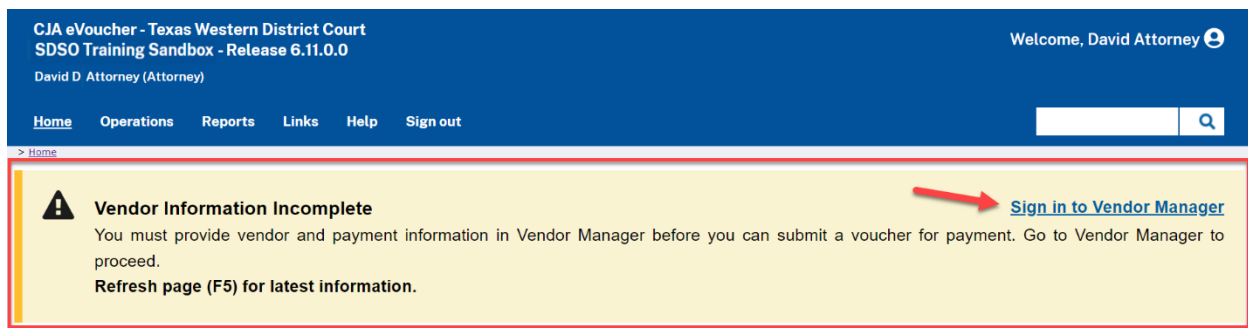 CJA eVoucher - Texas Western District Court
SDSO Training Sandbox - Release 6.11.0.0
David D Attorney (Attorney)
Welcome, David Attorney
Home Operations Reports Links Help Sign out
> Home
Vendor Information Incomplete
Sign in to Vendor Manager
You must provide vendor and payment information in Vendor Manager before you can submit a voucher for payment. Go to Vendor Manager to
proceed.
Refresh page (F5) for latest information.